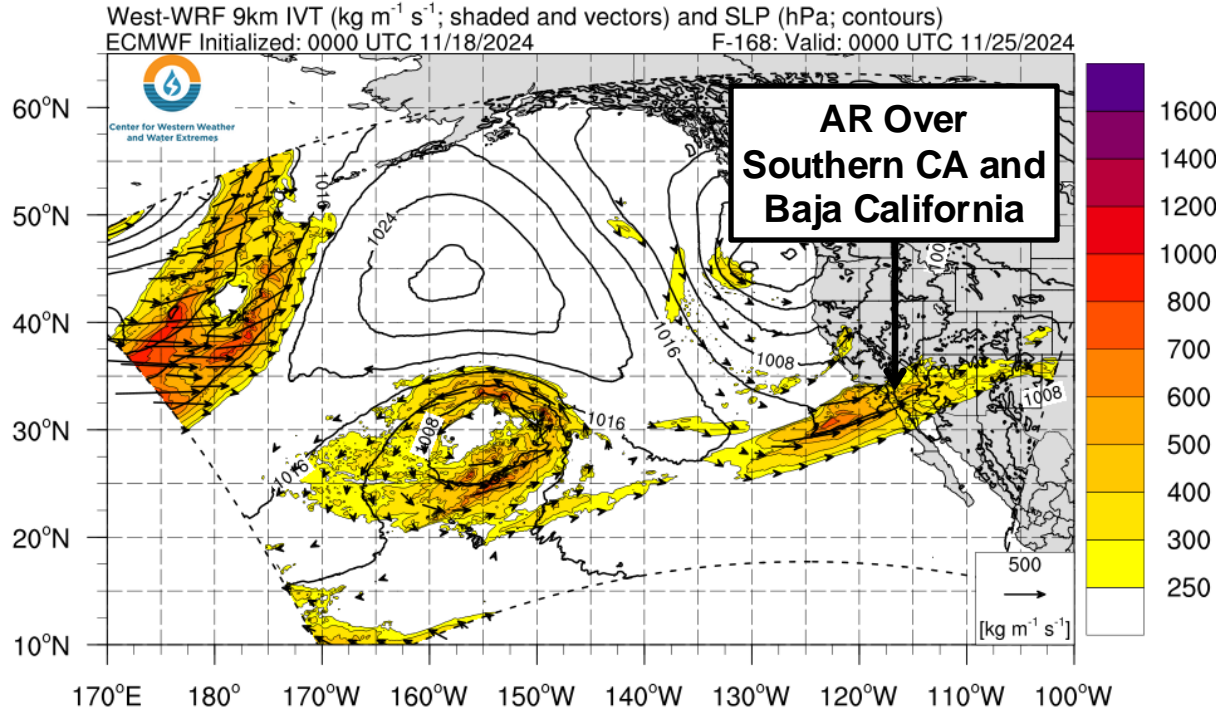 West-WRF 9km IVT (kg m⁻¹ s⁻¹; shaded and vectors) and SLP (hPa; contours)
ECMWF Initialized: 0000 UTC 11/18/2024 F-168: Valid: 0000 UTC 11/25/2024
Center for Western Weather
and Water Extremes
AR Over
Southern CA and
Baja California
60°N
50°N
40°N
30°N
20°N
10°N
170°E
180°
170°W
160°W
150°W
140°W
130°W
120°W
110°W
100°W
1024
1016
1008
1016
1008
1016
1008
500
[kg m⁻¹ s⁻¹]
1600
1400
1200
1000
800
700
600
500
400
300
250